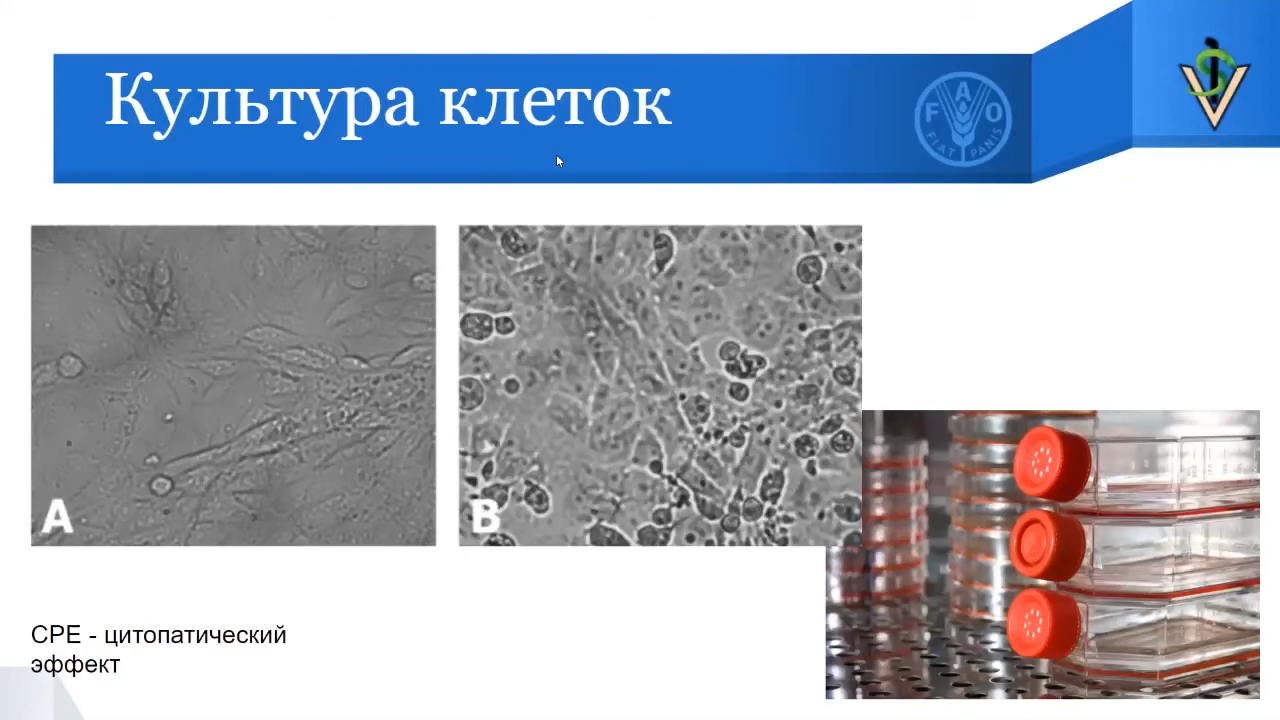 Культура клеток
F A O
FIAT PANIS
A
B
CPE - цитопатический
эффект